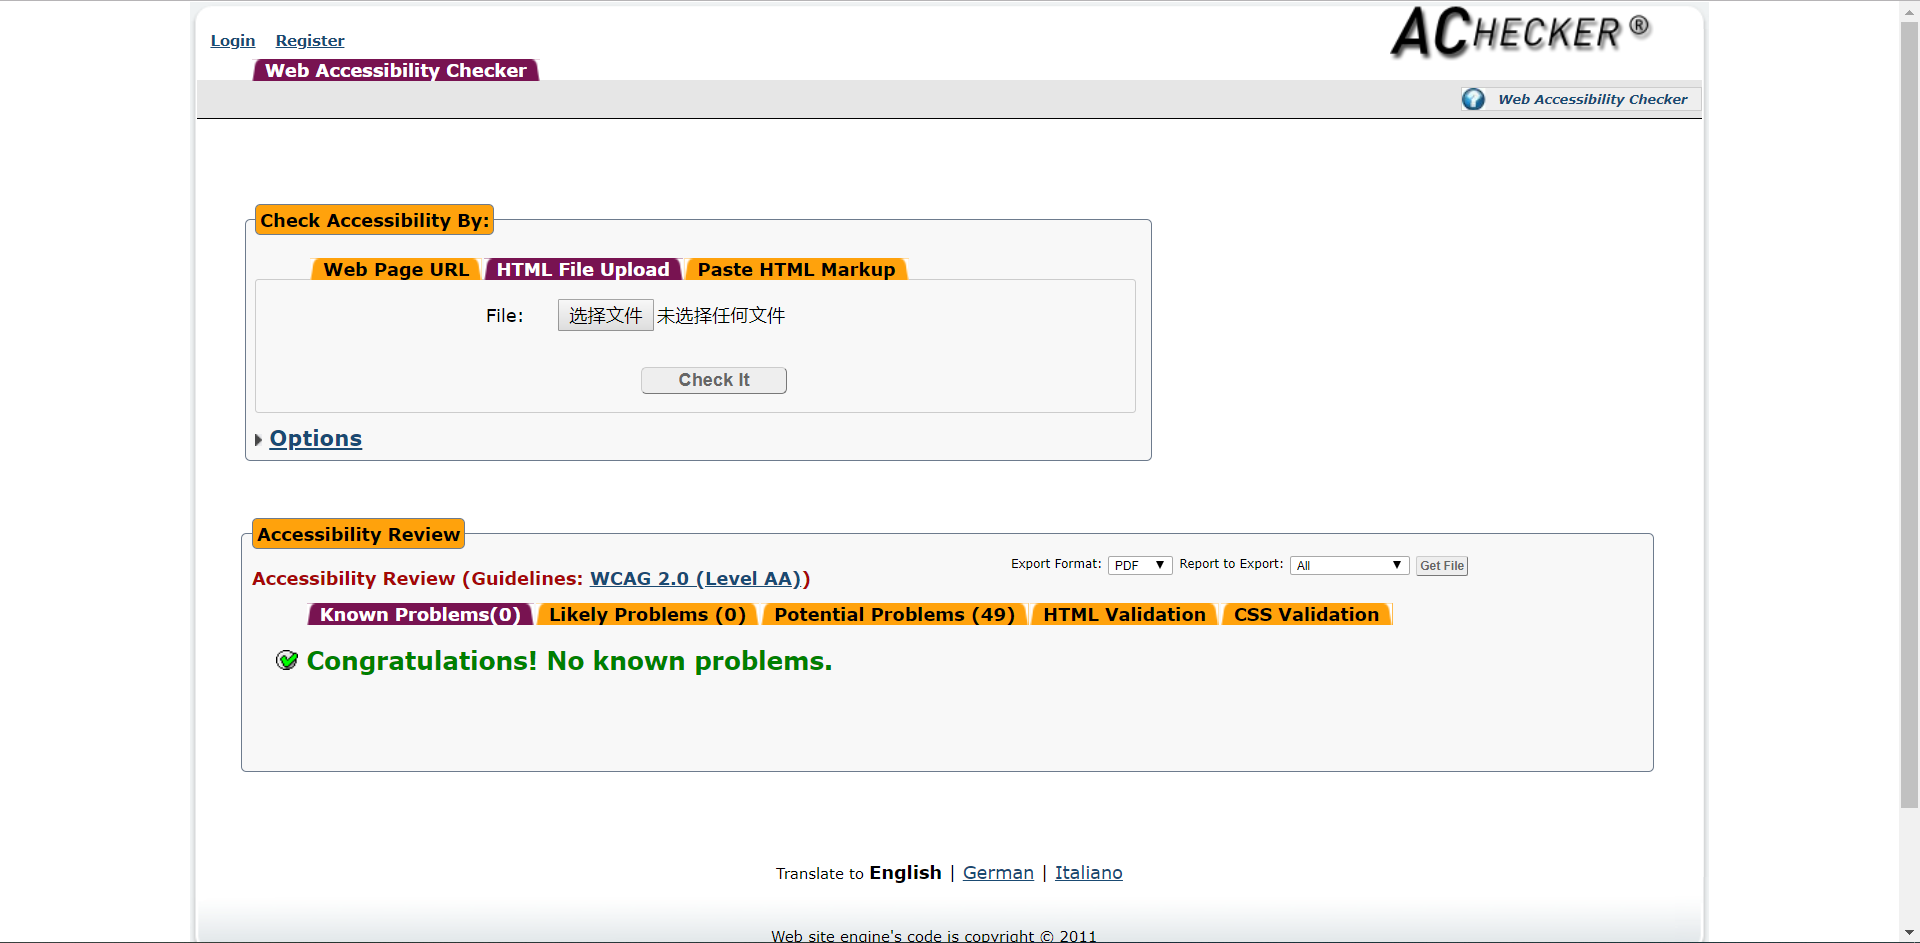 Login Register
ACHECKER ®
Web Accessibility Checker
Web Accessibility Checker
Check Accessibility By:
Web Page URL HTML File Upload Paste HTML Markup
File: 选择文件 未选择任何文件
Check It
Options
Accessibility Review
Export Format: PDF Report to Export: All Get File
Accessibility Review (Guidelines: WCAG 2.0 (Level AA))
Known Problems(0) Likely Problems (0) Potential Problems (49) HTML Validation CSS Validation
Congratulations! No known problems.
Translate to English | German | Italiano
Web site engine's code is copyright © 2011